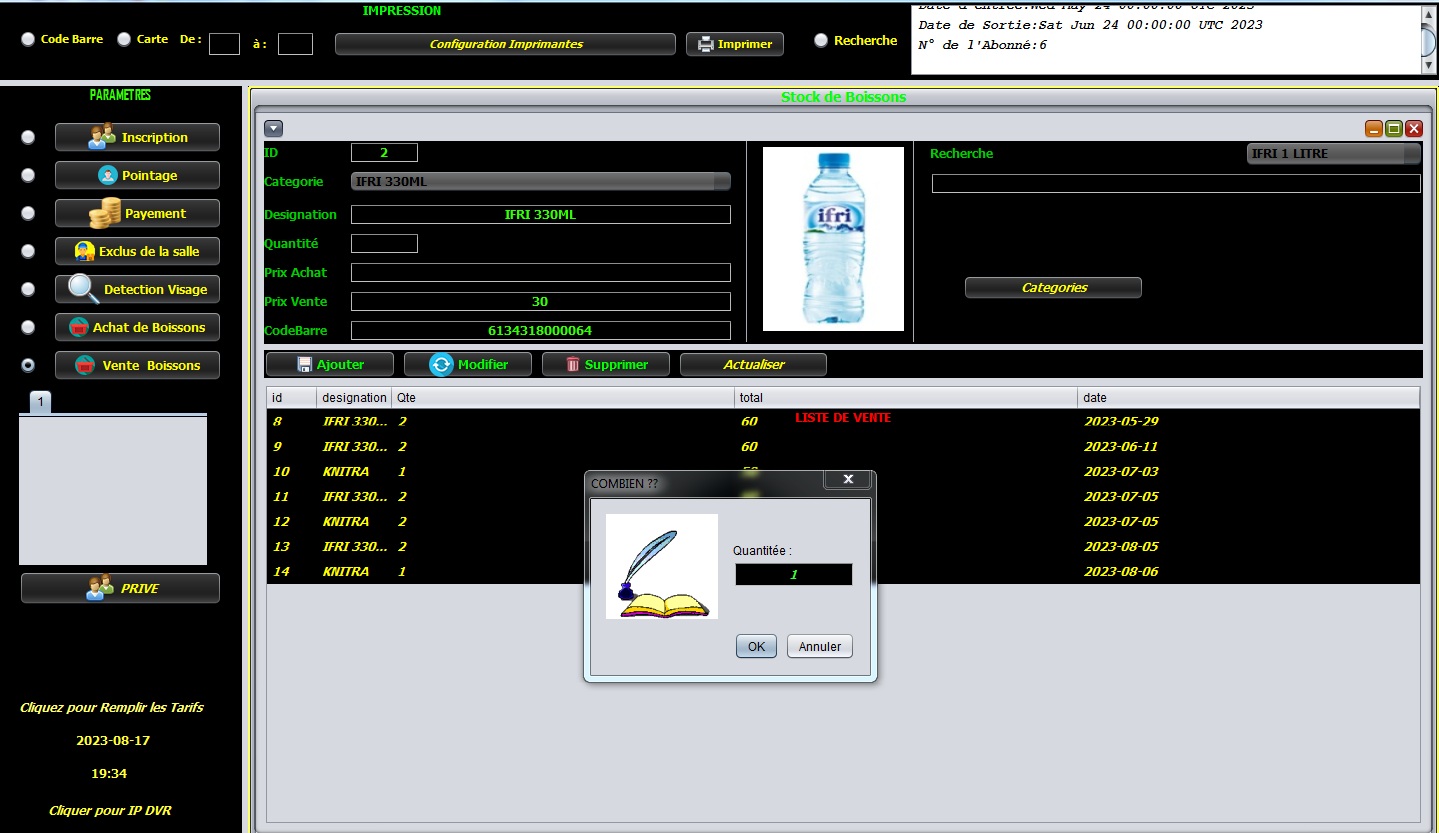 IMPRESSION
Code Barre Carte De : à : Configuration Imprimantes Imprimer Recherche
Date d'entrée:Wed May 24 00:00:00 UTC 2023
Date de Sortie:Sat Jun 24 00:00:00 UTC 2023
N° de l'Abonné:6
PARAMETRES
Inscription
Pointage
Payement
Exclus de la salle
Detection Visage
Achat de Boissons
Vente Boissons
1
PRIVE
Cliquez pour Remplir les Tarifs
2023-08-17
19:34
Cliquer pour IP DVR
Stock de Boissons
ID 2
Categorie IFRI 330ML
Designation IFRI 330ML
Quantité
Prix Achat
Prix Vente 30
CodeBarre 6134318000064
ifri
Recherche IFRI 1 LITRE
Categories
Ajouter Modifier Supprimer Actualiser
id designation Qte total date
LISTE DE VENTE
8 IFRI 330... 2 60 2023-05-29
9 IFRI 330... 2 60 2023-06-11
10 KNITRA 1 2023-07-03
11 IFRI 330... 2 2023-07-05
12 KNITRA 2 2023-07-05
13 IFRI 330... 2 2023-08-05
14 KNITRA 1 2023-08-06
COMBIEN ??
Quantitée :
1
OK Annuler